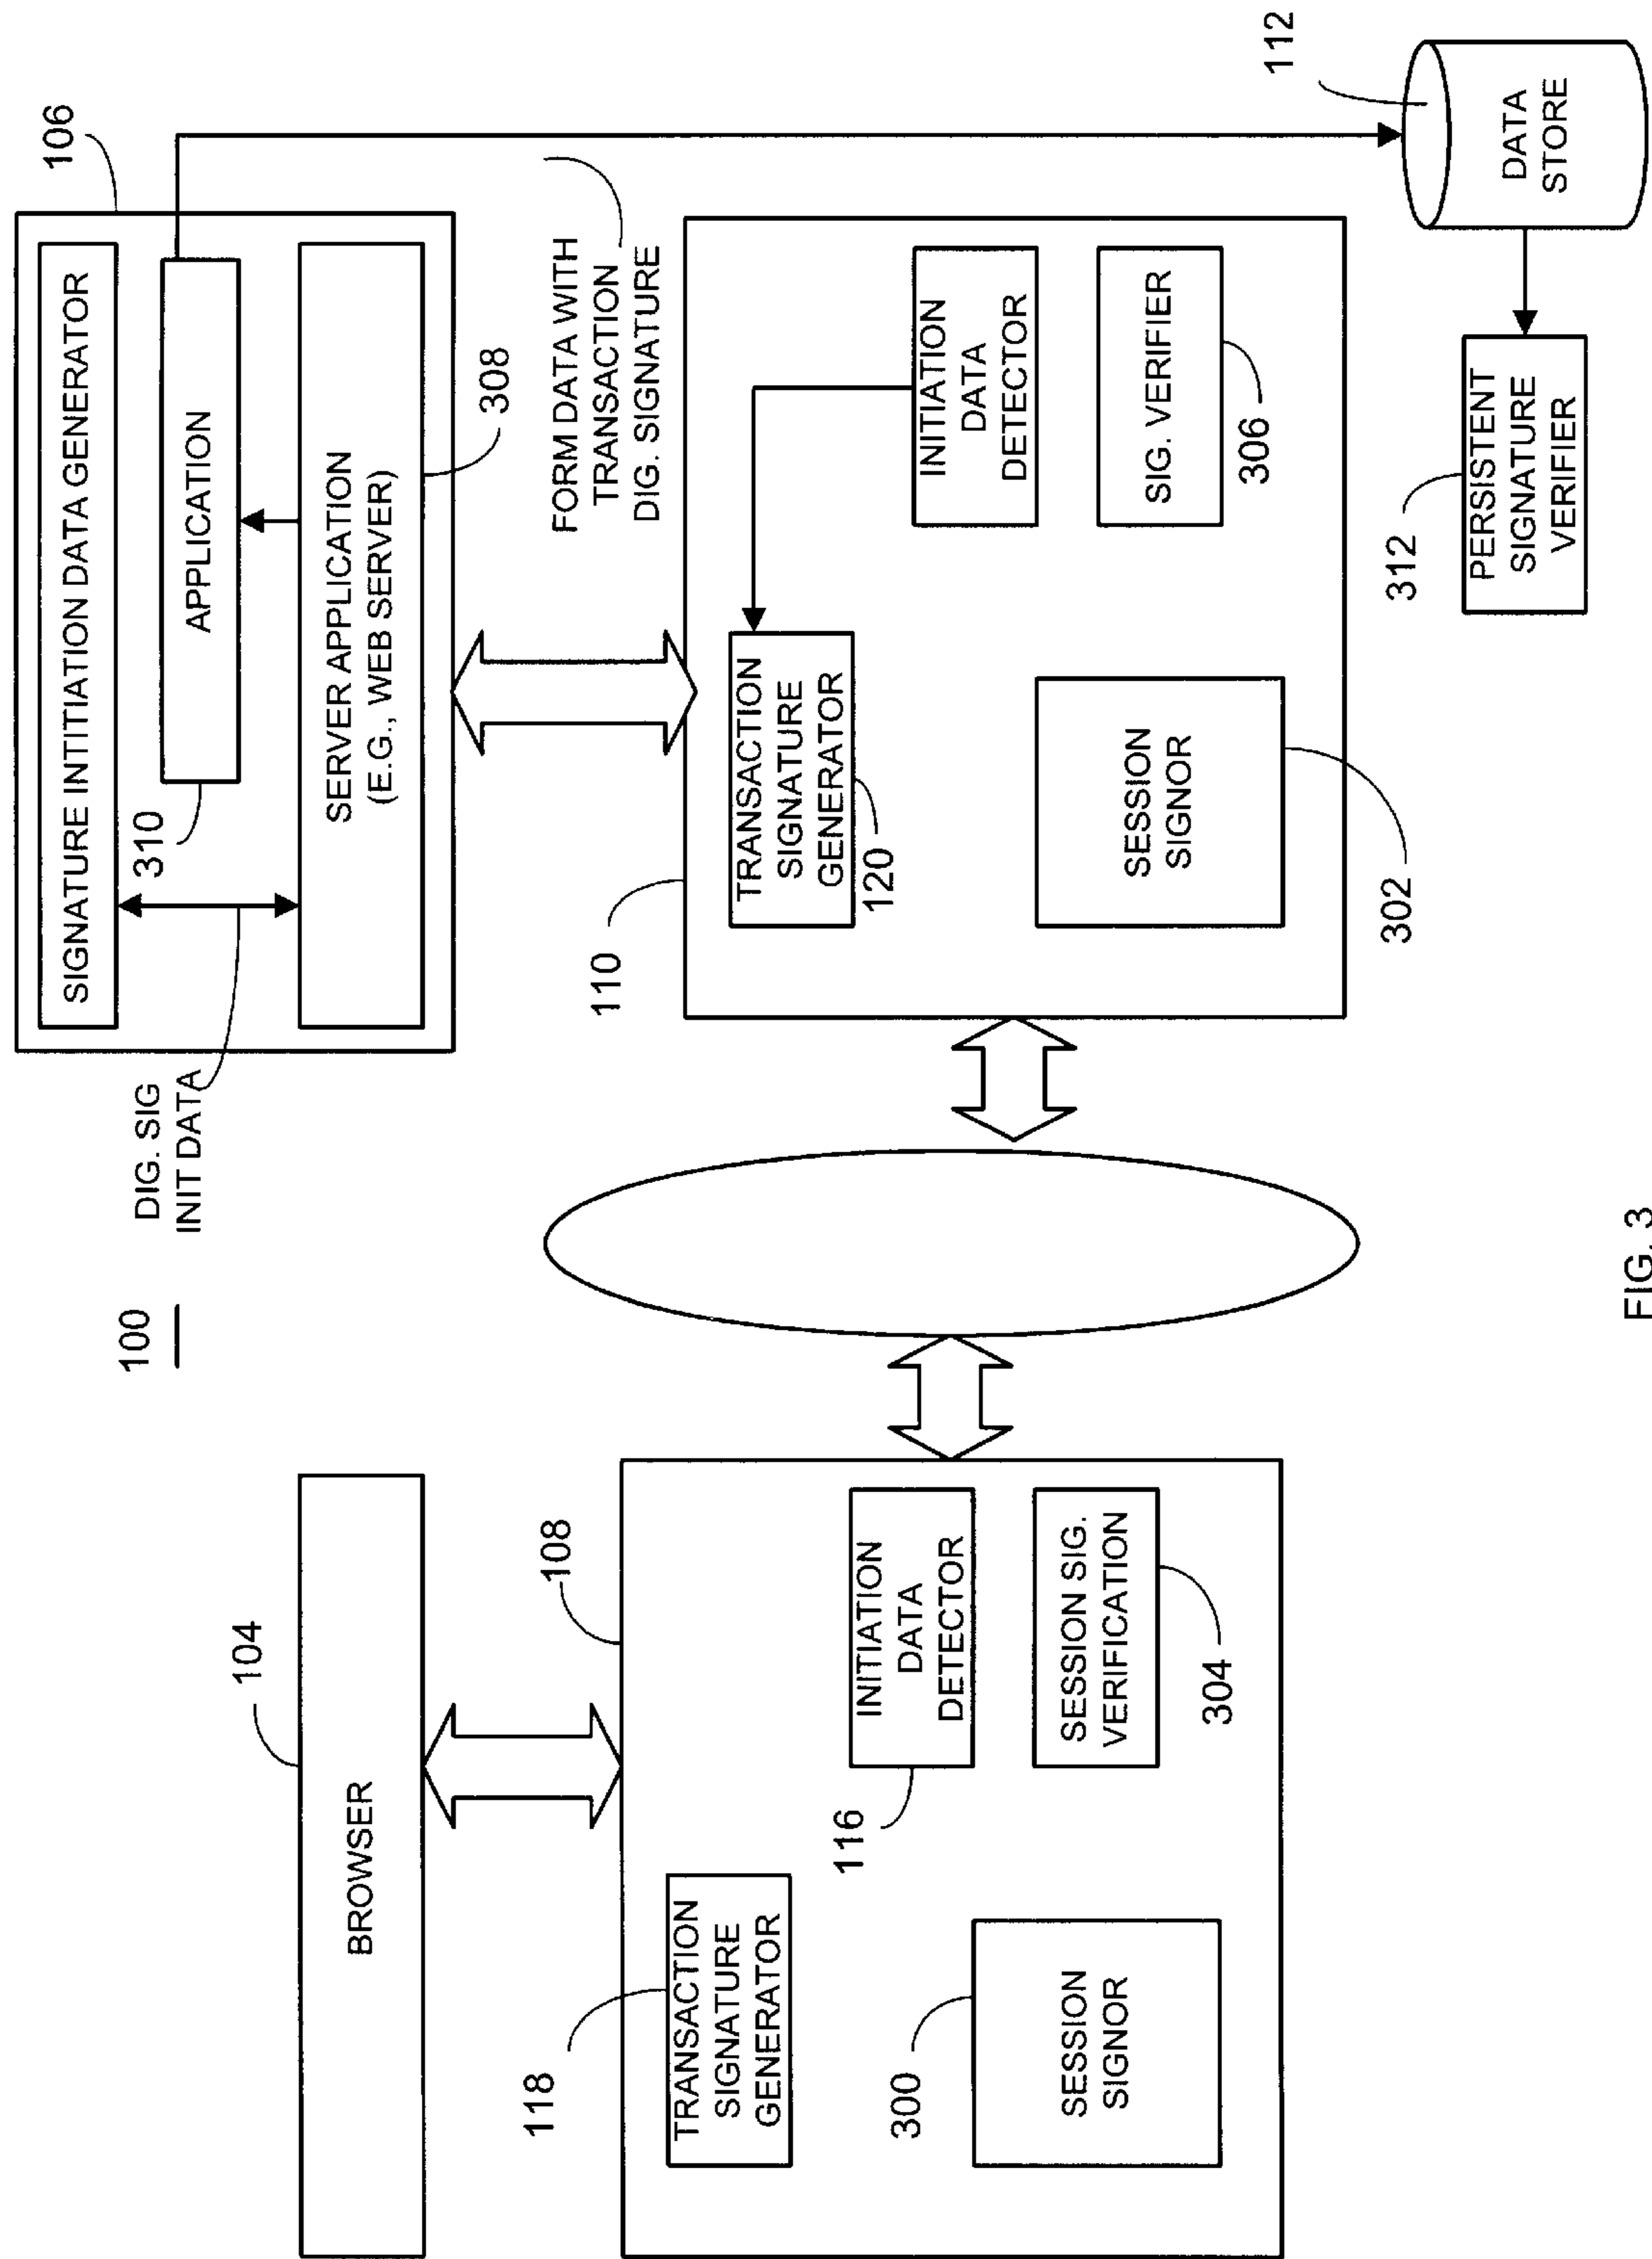 100
104
BROWSER
108
118
TRANSACTION
SIGNATURE
GENERATOR
INITIATION
DATA
DETECTOR
116
300
SESSION
SIGNOR
SESSION SIG.
VERIFICATION
304
DIG. SIG
INIT DATA
106
SIGNATURE INTITIATION DATA GENERATOR
310
APPLICATION
SERVER APPLICATION
(E.G., WEB SERVER)
308
FORM DATA WITH
TRANSACTION
DIG. SIGNATURE
110
TRANSACTION
SIGNATURE
GENERATOR
120
INITIATION
DATA
DETECTOR
SESSION
SIGNOR
302
SIG. VERIFIER
306
112
DATA
STORE
312
PERSISTENT
SIGNATURE
VERIFIER
FIG. 3